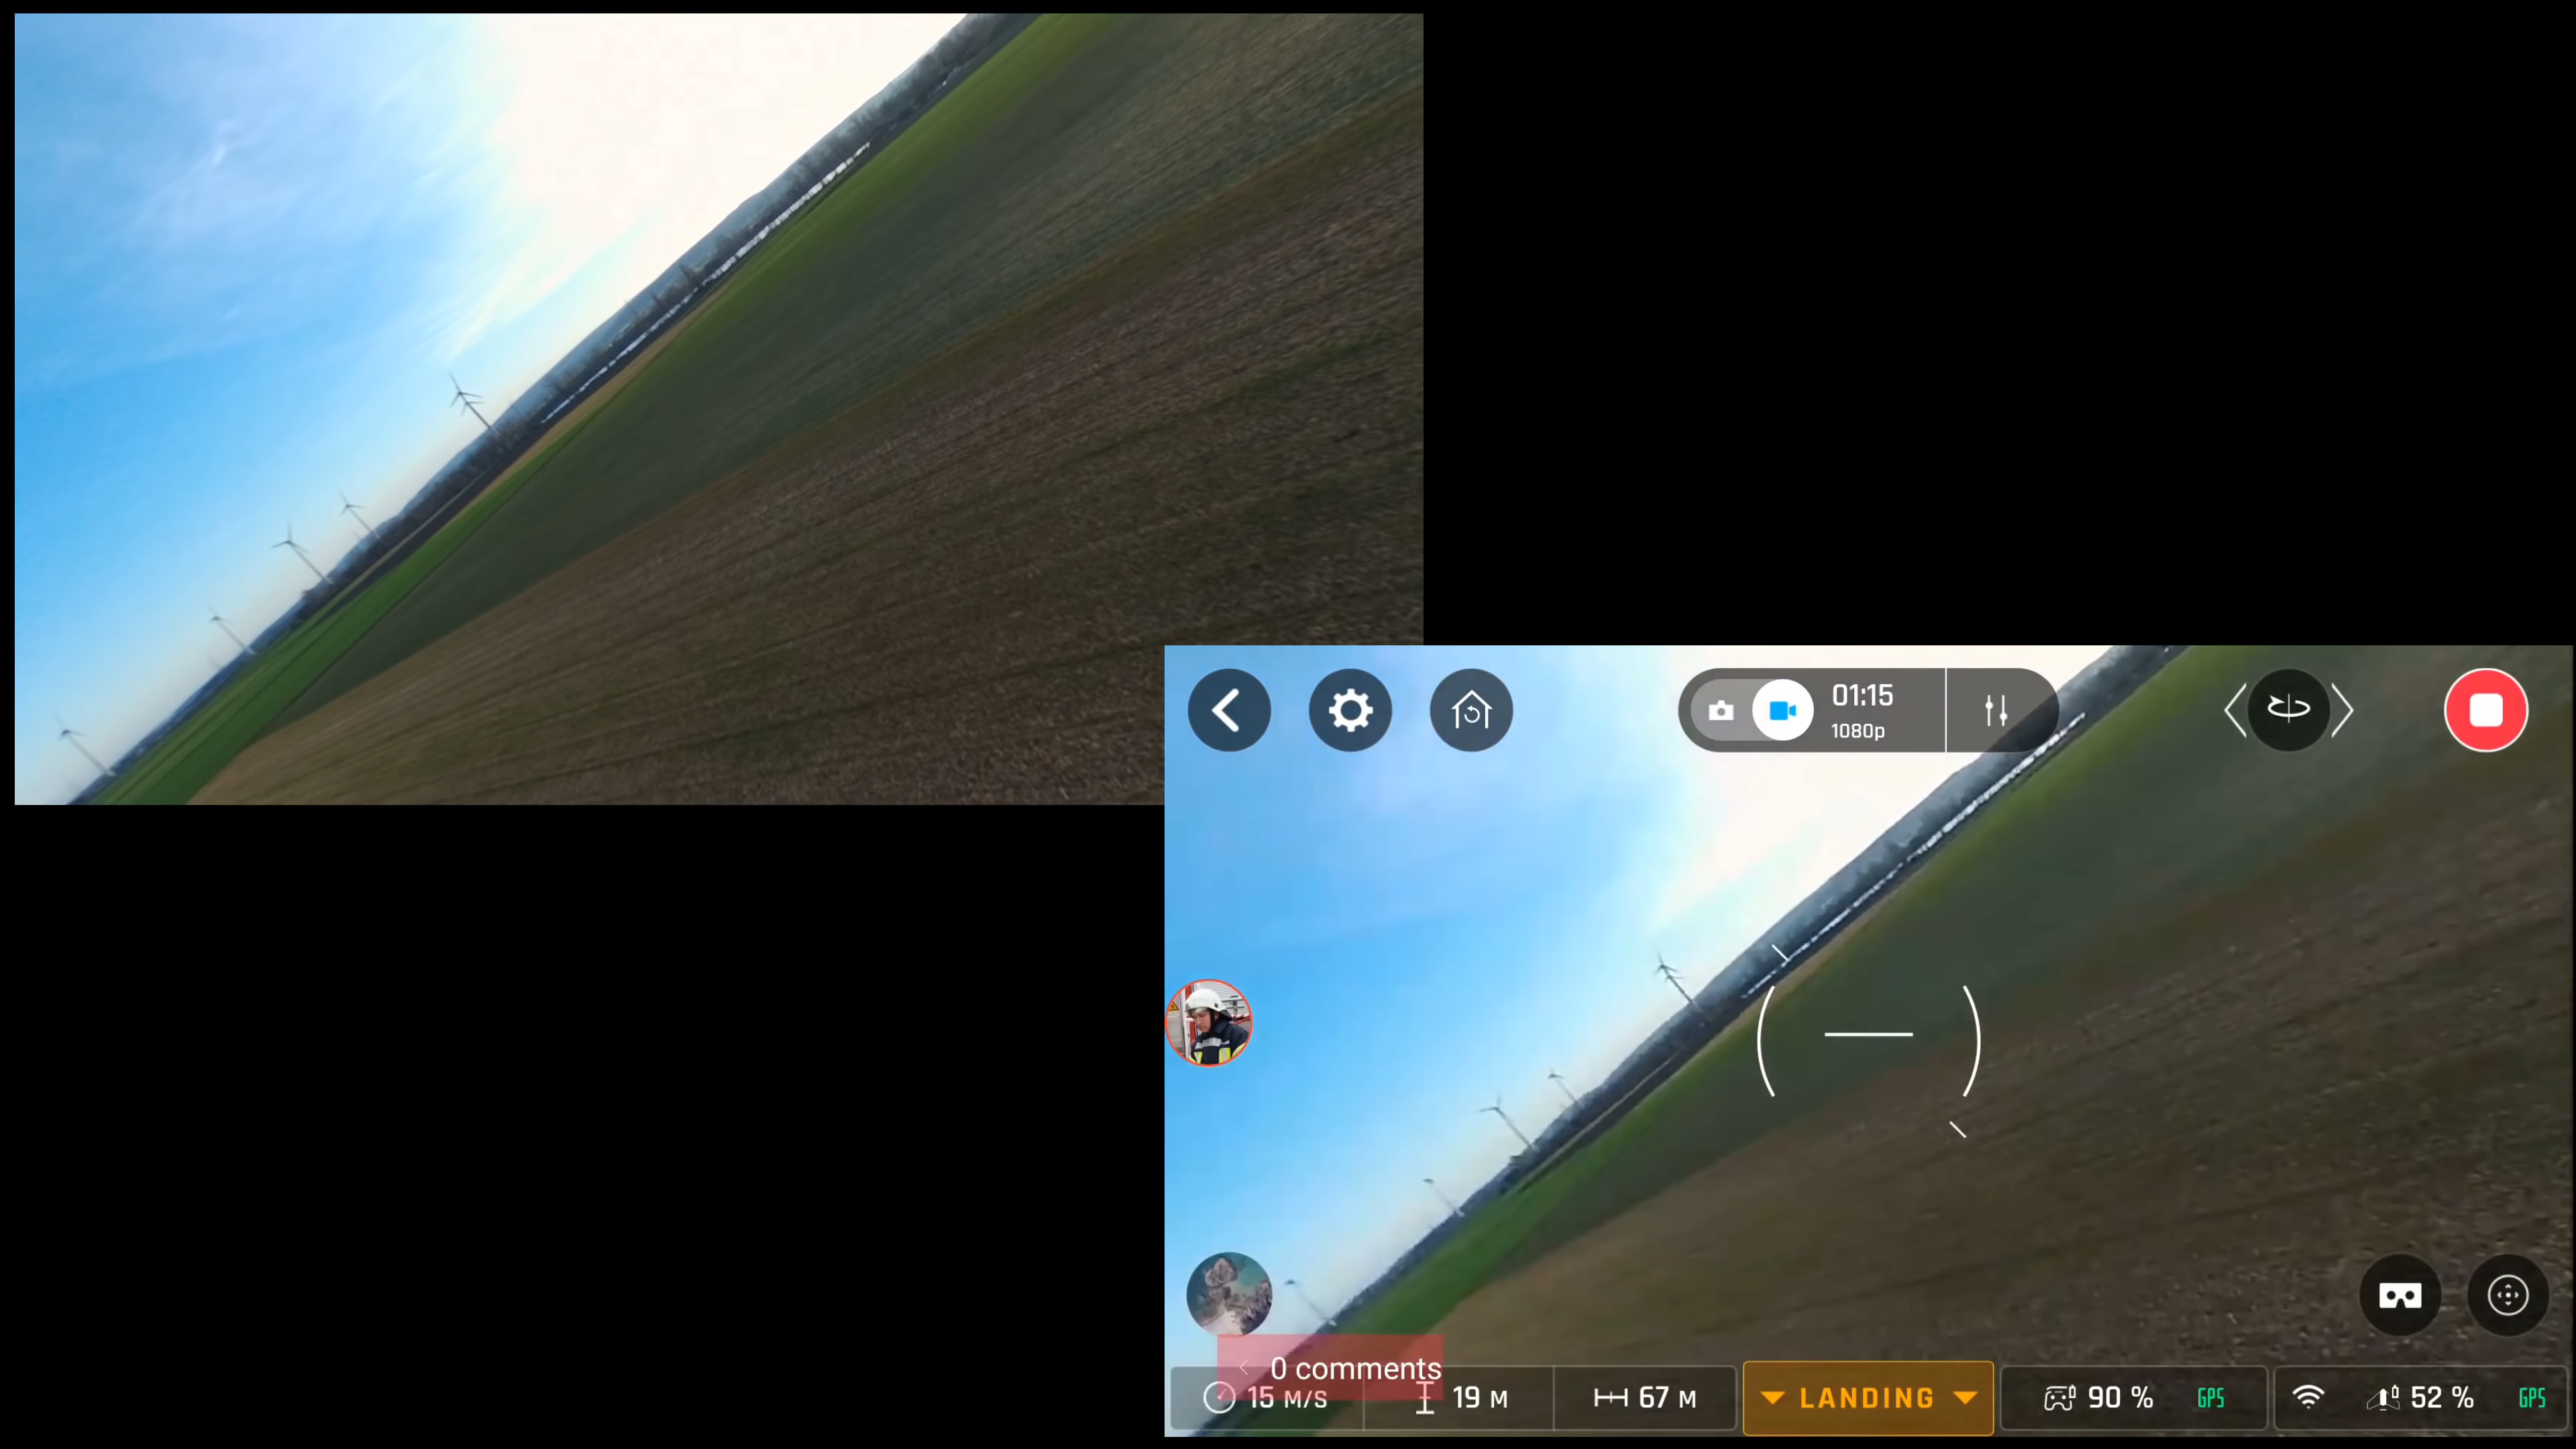 01:15
1080p
0 comments
15 M/S
19 M
67 M
LANDING
90 %
GPS
52 %
GPS